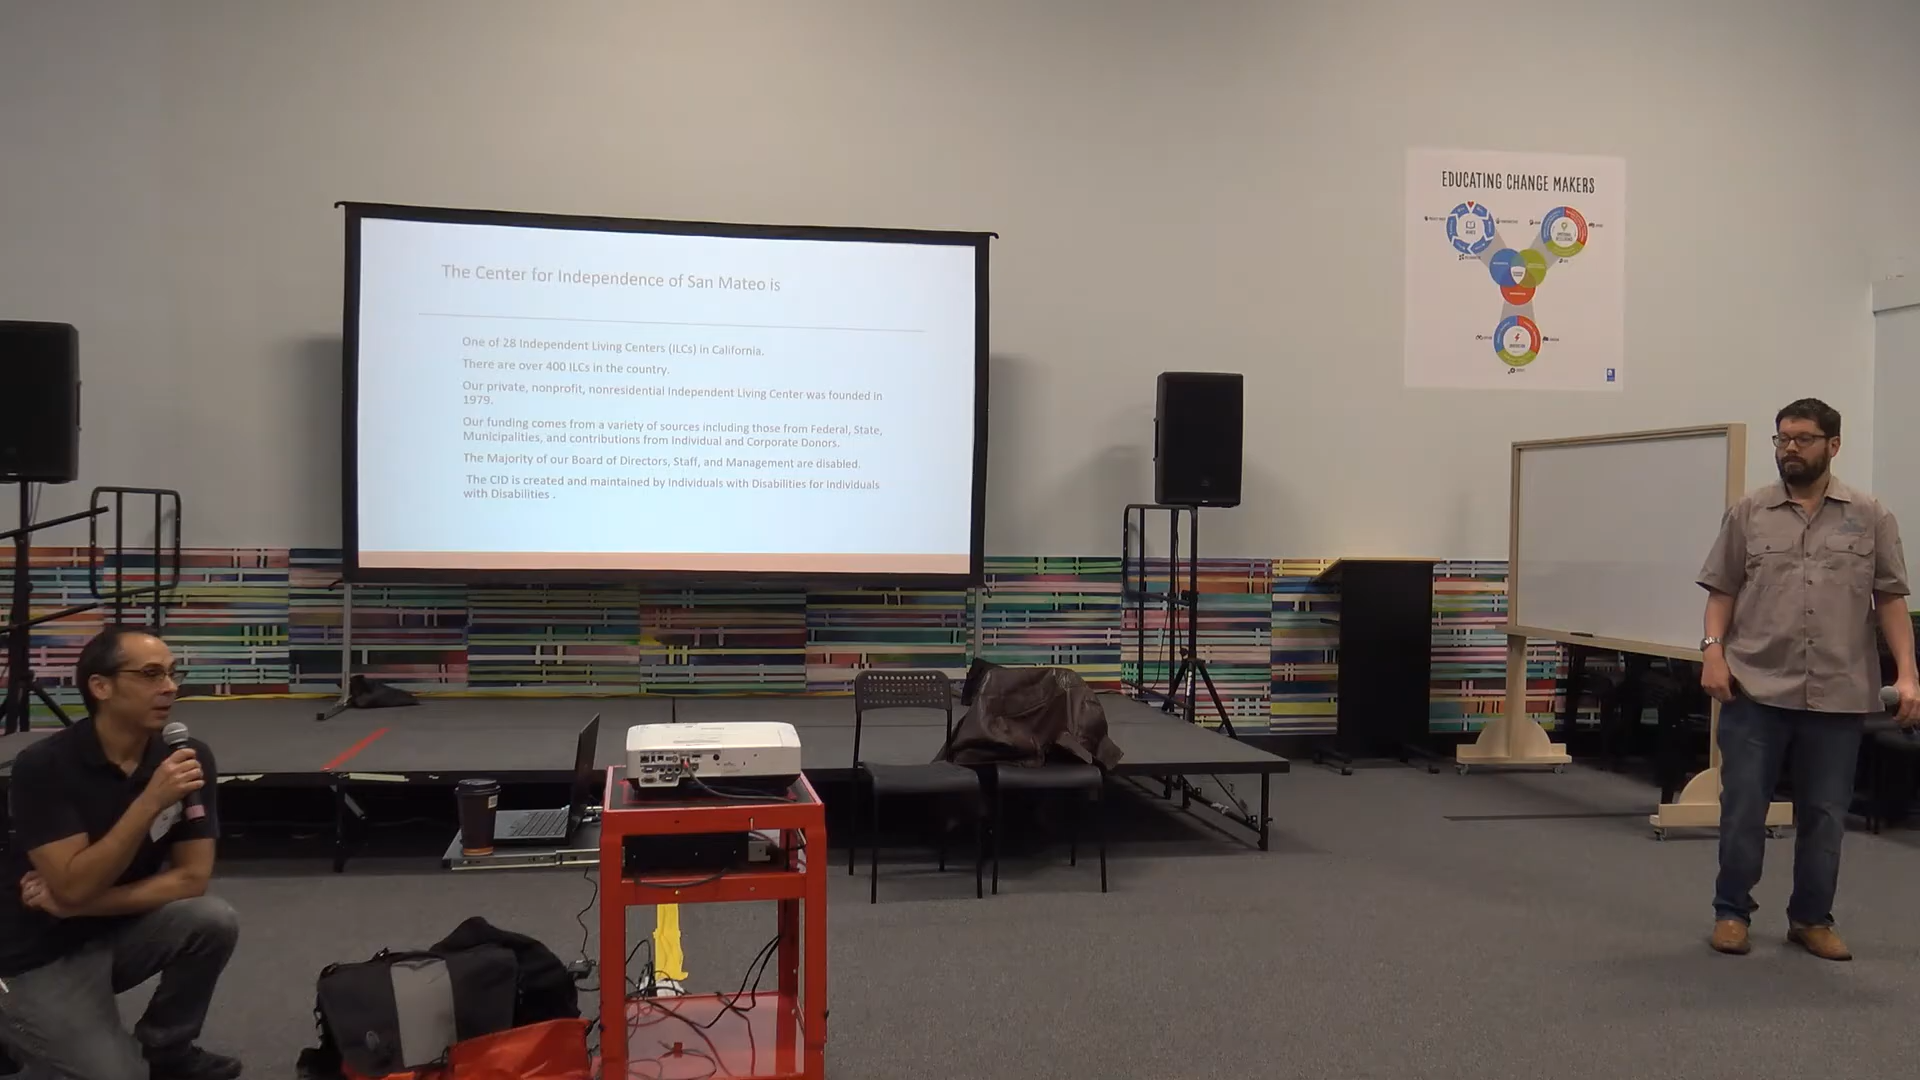 The Center for Independence of San Mateo is
One of 28 Independent Living Centers (ILCs) in California.
There are over 400 ILCs in the country.
Our private, nonprofit, nonresidential Independent Living Center was founded in
1979.
Our funding comes from a variety of sources including those from Federal, State,
Municipalities, and contributions from Individual and Corporate Donors.
The Majority of our Board of Directors, Staff, and Management are disabled.
The CID is created and maintained by Individuals with Disabilities for Individuals
with Disabilities .
EDUCATING CHANGE MAKERS